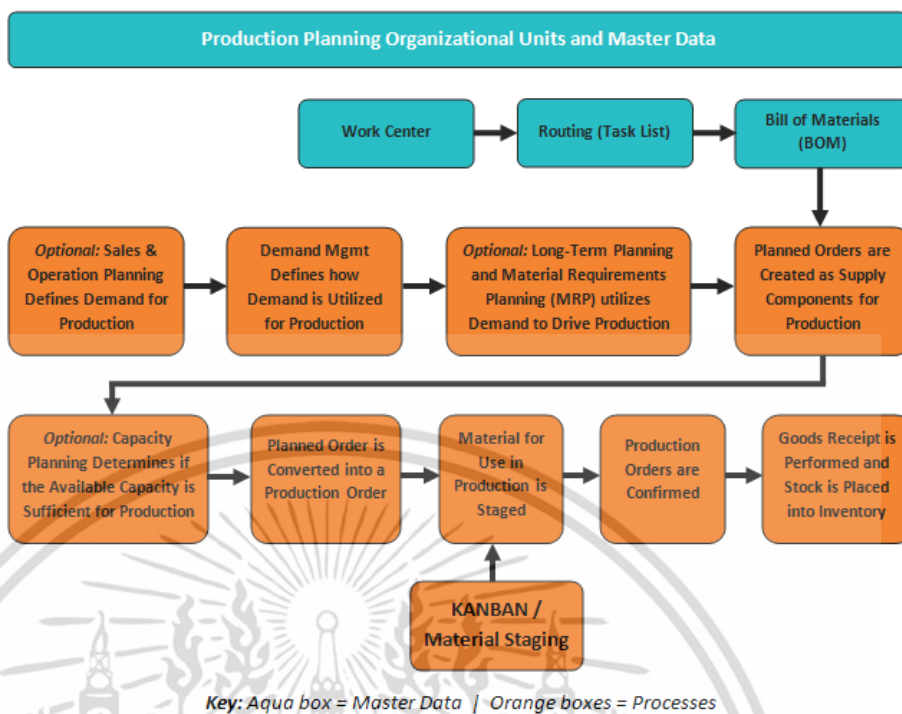 Production Planning Organizational Units and Master Data
Work Center
Routing (Task List)
Bill of Materials
(BOM)
Optional: Sales &
Operation Planning
Defines Demand for
Production
Demand Mgmt
Defines how
Demand is Utilized
for Production
Optional: Long-Term Planning
and Material Requirements
Planning (MRP) utilizes
Demand to Drive Production
Planned Orders are
Created as Supply
Components for
Production
Optional: Capacity
Planning Determines if
the Available Capacity is
Sufficient for Production
Planned Order is
Converted into a
Production Order
Material for
Use in
Production is
Staged
Production
Orders are
Confirmed
Goods Receipt is
Performed and
Stock is Placed
into Inventory
KANBAN /
Material Staging
Key: Aqua box = Master Data | Orange boxes = Processes